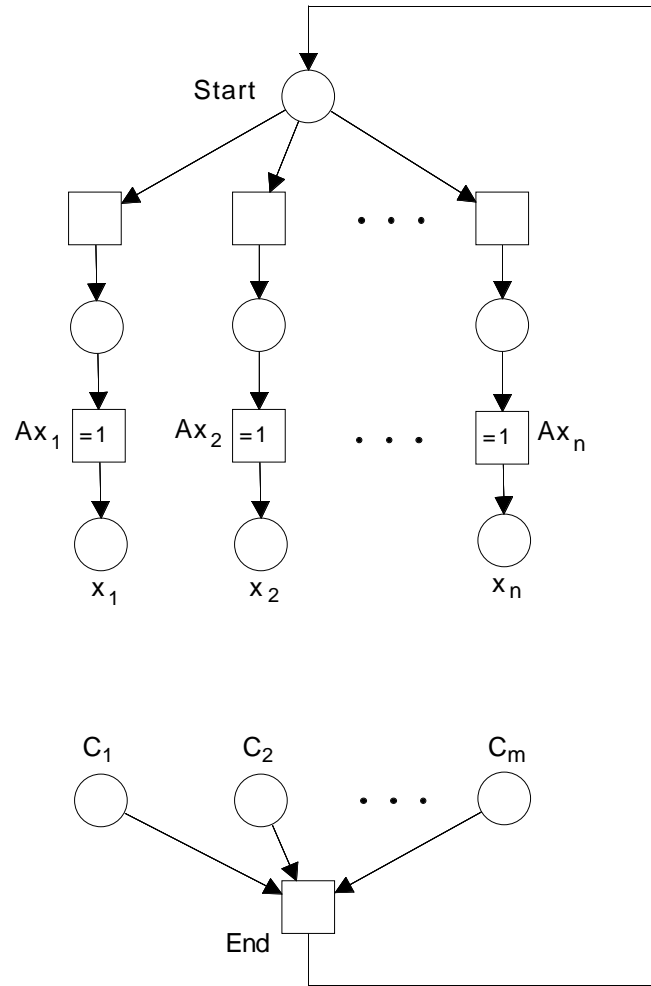 Start
. . .
Ax₁ =1 Ax₂ =1 . . . =1 Axₙ
x₁ x₂ xₙ
C₁ C₂ Cₘ
. . .
End